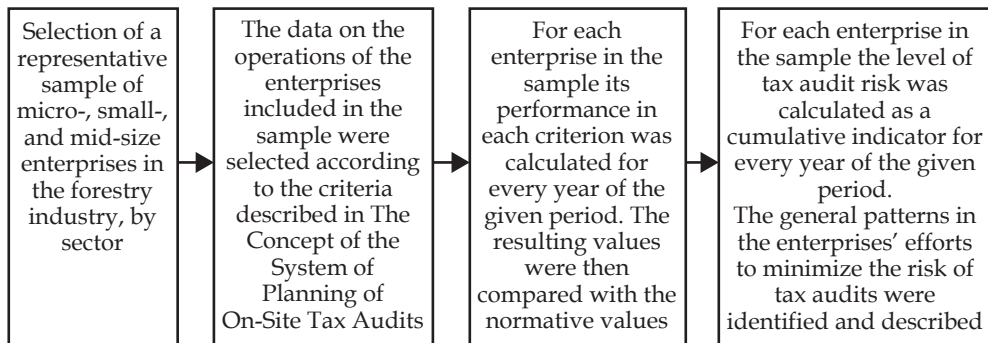 Selection of a
representative
sample of
micro-, small-,
and mid-size
enterprises in
the forestry
industry, by
sector
The data on the
operations of the
enterprises
included in the
sample were
selected according
to the criteria
described in The
Concept of the
System of
Planning of
On-Site Tax Audits
For each
enterprise in the
sample its
performance in
each criterion was
calculated for
every year of the
given period. The
resulting values
were then
compared with the
normative values
For each enterprise in
the sample the level of
tax audit risk was
calculated as a
cumulative indicator for
every year of the given
period.
The general patterns in
the enterprises’ efforts
to minimize the risk of
tax audits were
identified and described